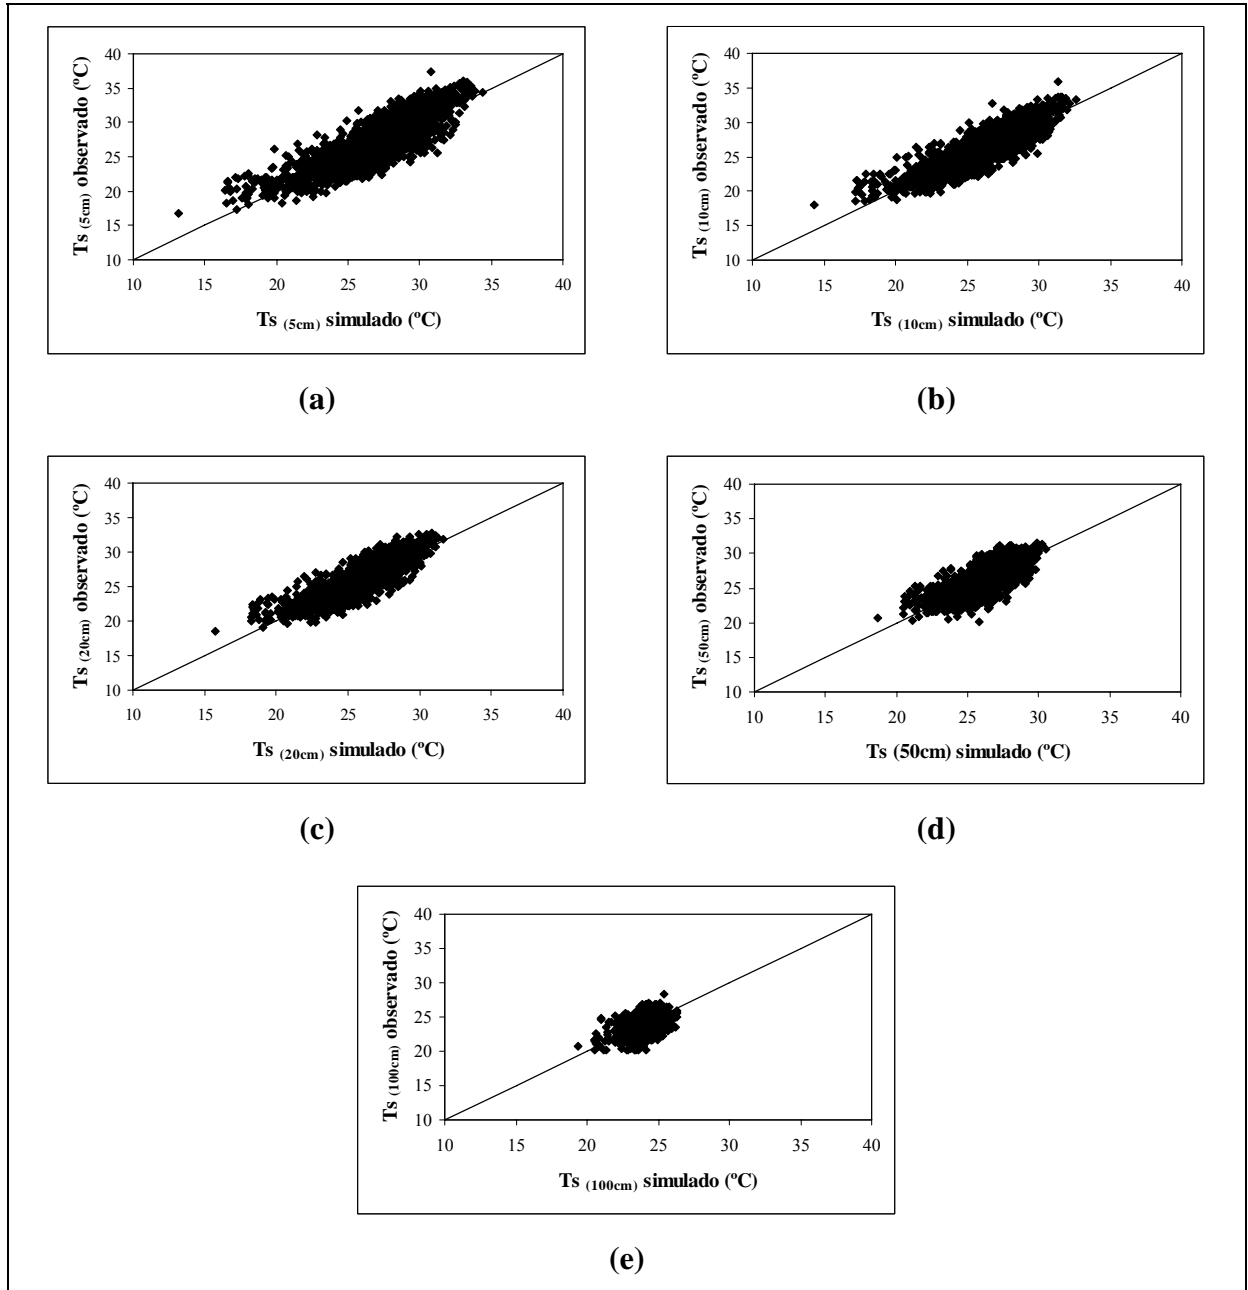 40
35
30
25
20
15
10
10 15 20 25 30 35 40
Ts (5cm) observado (ºC)
Ts (5cm) simulado (ºC)
(a)
40
35
30
25
20
15
10
10 15 20 25 30 35 40
Ts (10cm) observado (ºC)
Ts (10cm) simulado (ºC)
(b)
40
35
30
25
20
15
10
10 15 20 25 30 35 40
Ts (20cm) observado (ºC)
Ts (20cm) simulado (ºC)
(c)
40
35
30
25
20
15
10
10 15 20 25 30 35 40
Ts (50cm) observado (ºC)
Ts (50cm) simulado (ºC)
(d)
40
35
30
25
20
15
10
10 15 20 25 30 35 40
Ts (100cm) observado (ºC)
Ts (100cm) simulado (ºC)
(e)